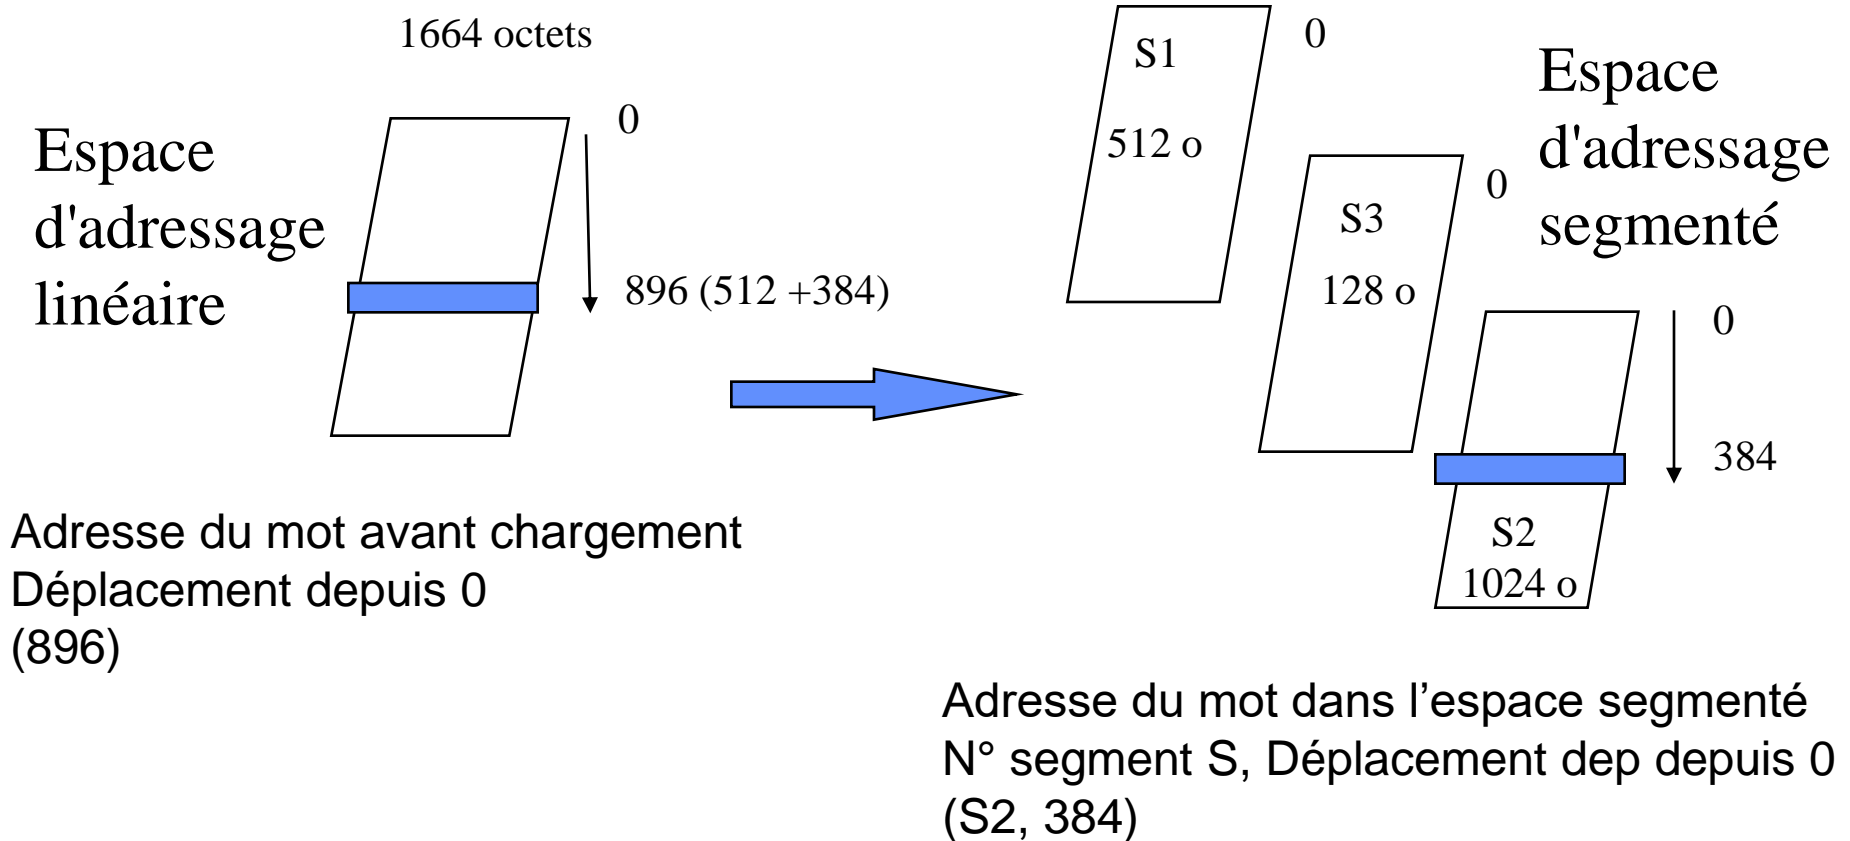 1664 octets
Espace
d'adressage
linéaire
0
896 (512 +384)
Adresse du mot avant chargement
Déplacement depuis 0
(896)
S1
512 o
0
S3
128 o
0
Espace
d'adressage
segmenté
0
384
S2
1024 o
Adresse du mot dans l’espace segmenté
N° segment S, Déplacement dep depuis 0
(S2, 384)